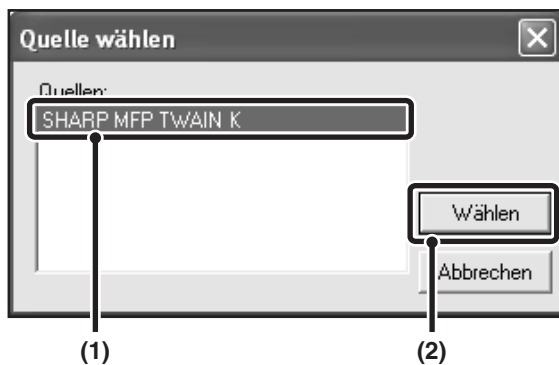 Quelle wählen
Quellen:
SHARP MFP TWAIN K
Wählen
Abbrechen
(1)
(2)